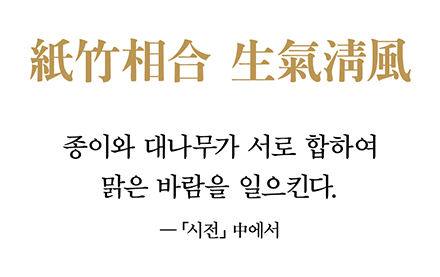 紙竹相合 生氣淸風
종이와 대나무가 서로 합하여
맑은 바람을 일으킨다.
—「시전」 中에서